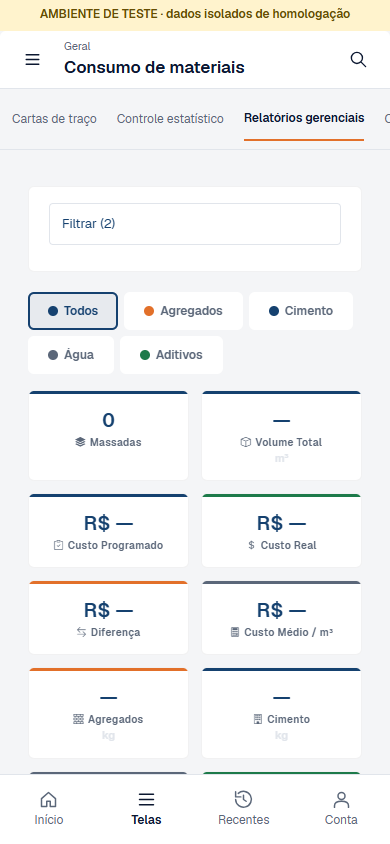 AMBIENTE DE TESTE · dados isolados de homologação
Geral
Consumo de materiais
Cartas de traço
Controle estatístico
Relatórios gerenciais
Filtrar (2)
Todos
Agregados
Cimento
Água
Aditivos
0
Massadas
—
Volume Total
m³
R$ —
Custo Programado
R$ —
Custo Real
R$ —
Diferença
R$ —
Custo Médio / m³
—
Agregados
kg
—
Cimento
kg
Início
Telas
Recentes
Conta